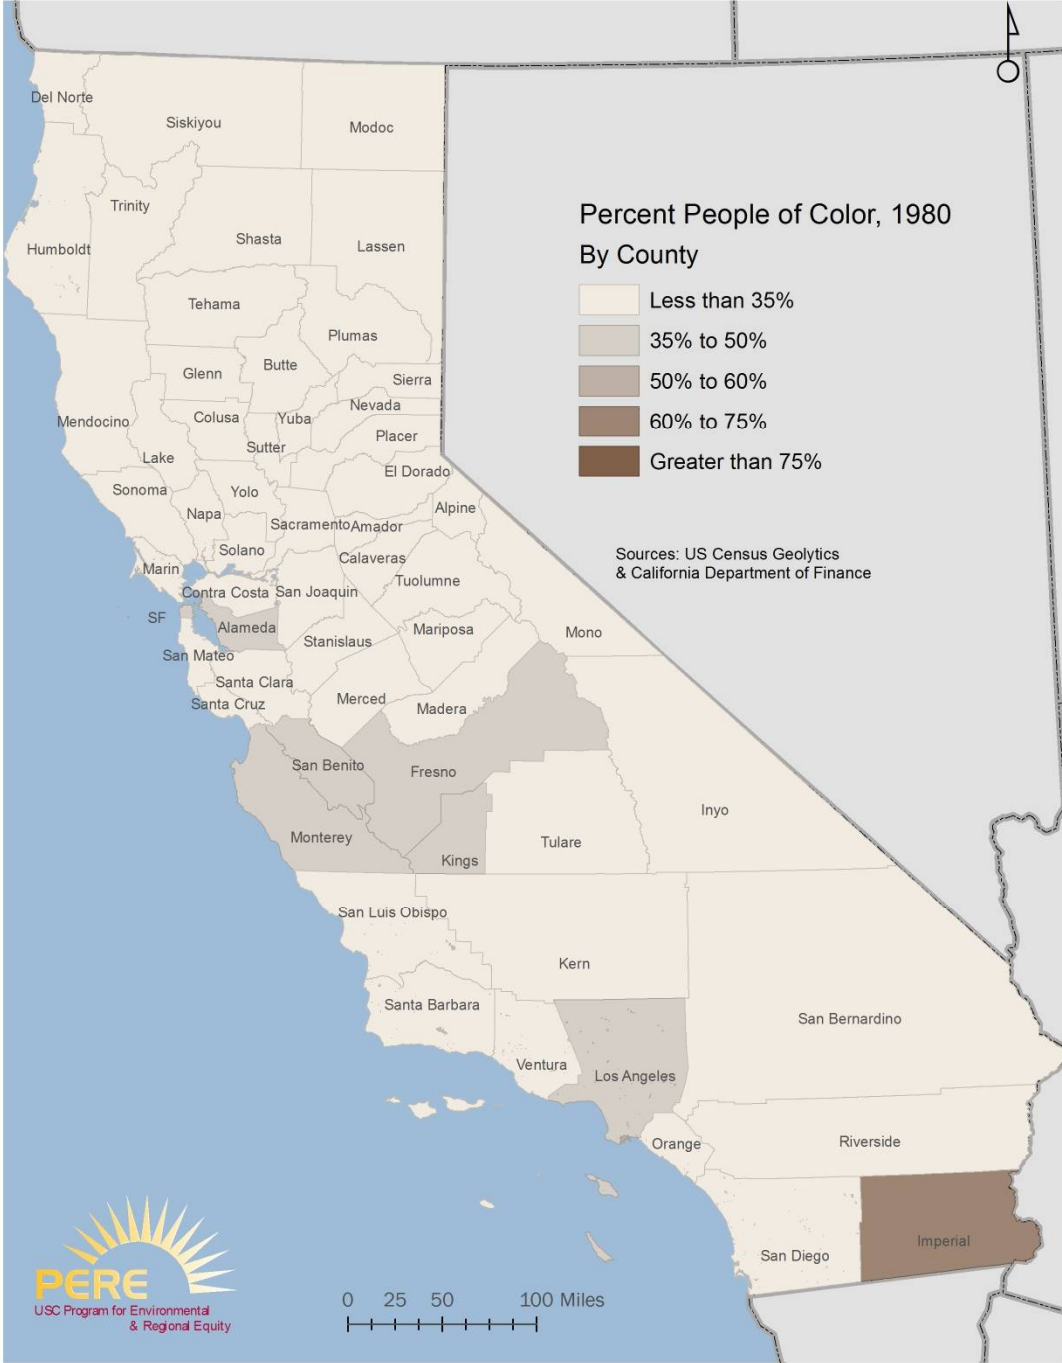 Del Norte
Siskiyou
Modoc
Trinity
Humboldt
Shasta
Lassen
Percent People of Color, 1980
By County
Less than 35%
35% to 50%
50% to 60%
60% to 75%
Greater than 75%
Sources: US Census Geolytics
& California Department of Finance
Tehama
Plumas
Butte
Glenn
Sierra
Nevada
Mendocino
Colusa
Yuba
Placer
Sutter
Lake
El Dorado
Sonoma
Yolo
Napa
Alpine
Sacramento
Amador
Solano
Calaveras
Marin
Tuolumne
Contra Costa
San Joaquin
SF
Alameda
Mariposa
Mono
Stanislaus
San Mateo
Santa Clara
Santa Cruz
Merced
Madera
San Benito
Fresno
Inyo
Monterey
Tulare
Kings
San Luis Obispo
Kern
Santa Barbara
San Bernardino
Ventura
Los Angeles
Orange
Riverside
San Diego
Imperial
PERE
USC Program for Environmental
& Regional Equity
0 25 50 100 Miles